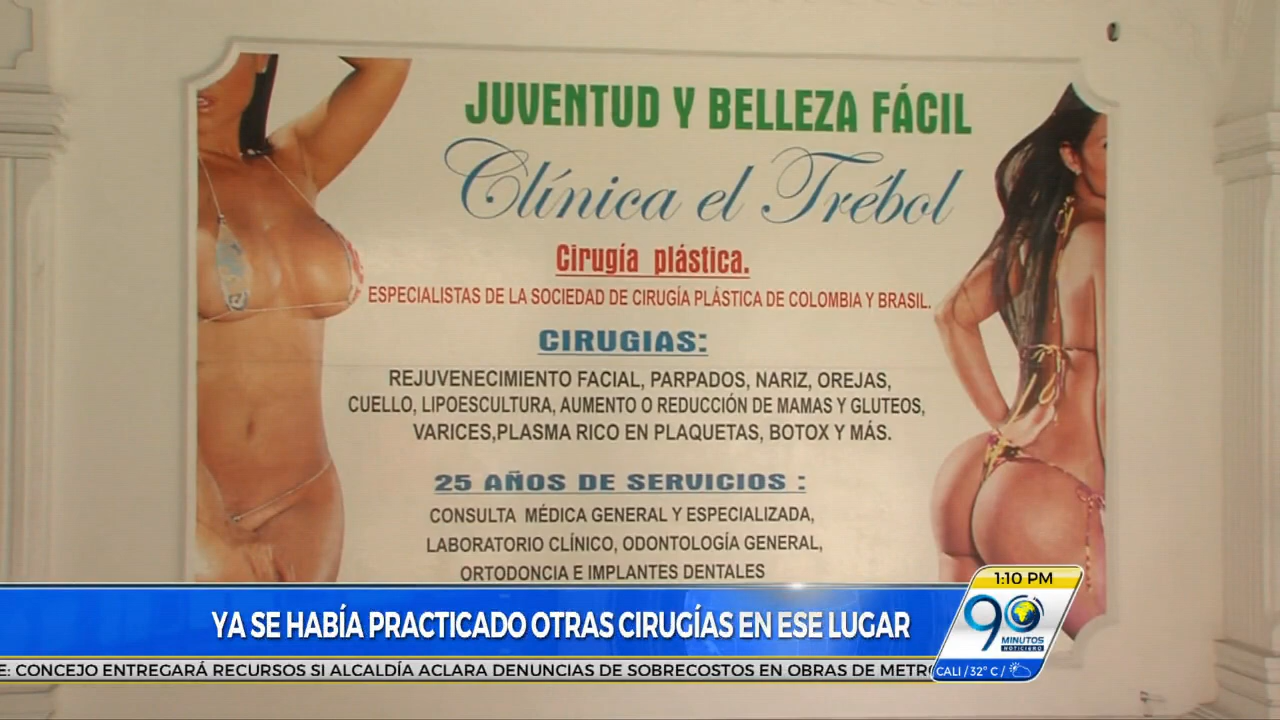 JUVENTUD Y BELLEZA FÁCIL
Clínica el Trébol
Cirugía plástica.
ESPECIALISTAS DE LA SOCIEDAD DE CIRUGÍA PLÁSTICA DE COLOMBIA Y BRASIL.
CIRUGIAS:
REJUVENECIMIENTO FACIAL, PARPADOS, NARIZ, OREJAS,
CUELLO, LIPOESCULTURA, AUMENTO O REDUCCIÓN DE MAMAS Y GLUTEOS,
VARICES,PLASMA RICO EN PLAQUETAS, BOTOX Y MÁS.
25 AÑOS DE SERVICIOS :
CONSULTA MÉDICA GENERAL Y ESPECIALIZADA,
LABORATORIO CLÍNICO, ODONTOLOGÍA GENERAL,
ORTODONCIA E IMPLANTES DENTALES
1:10 PM
YA SE HABÍA PRACTICADO OTRAS CIRUGÍAS EN ESE LUGAR
90
MINUTOS
NOTICIERO
E: CONCEJO ENTREGARÁ RECURSOS SI ALCALDÍA ACLARA DENUNCIAS DE SOBRECOSTOS EN OBRAS DE METR
CALI / 32° C /